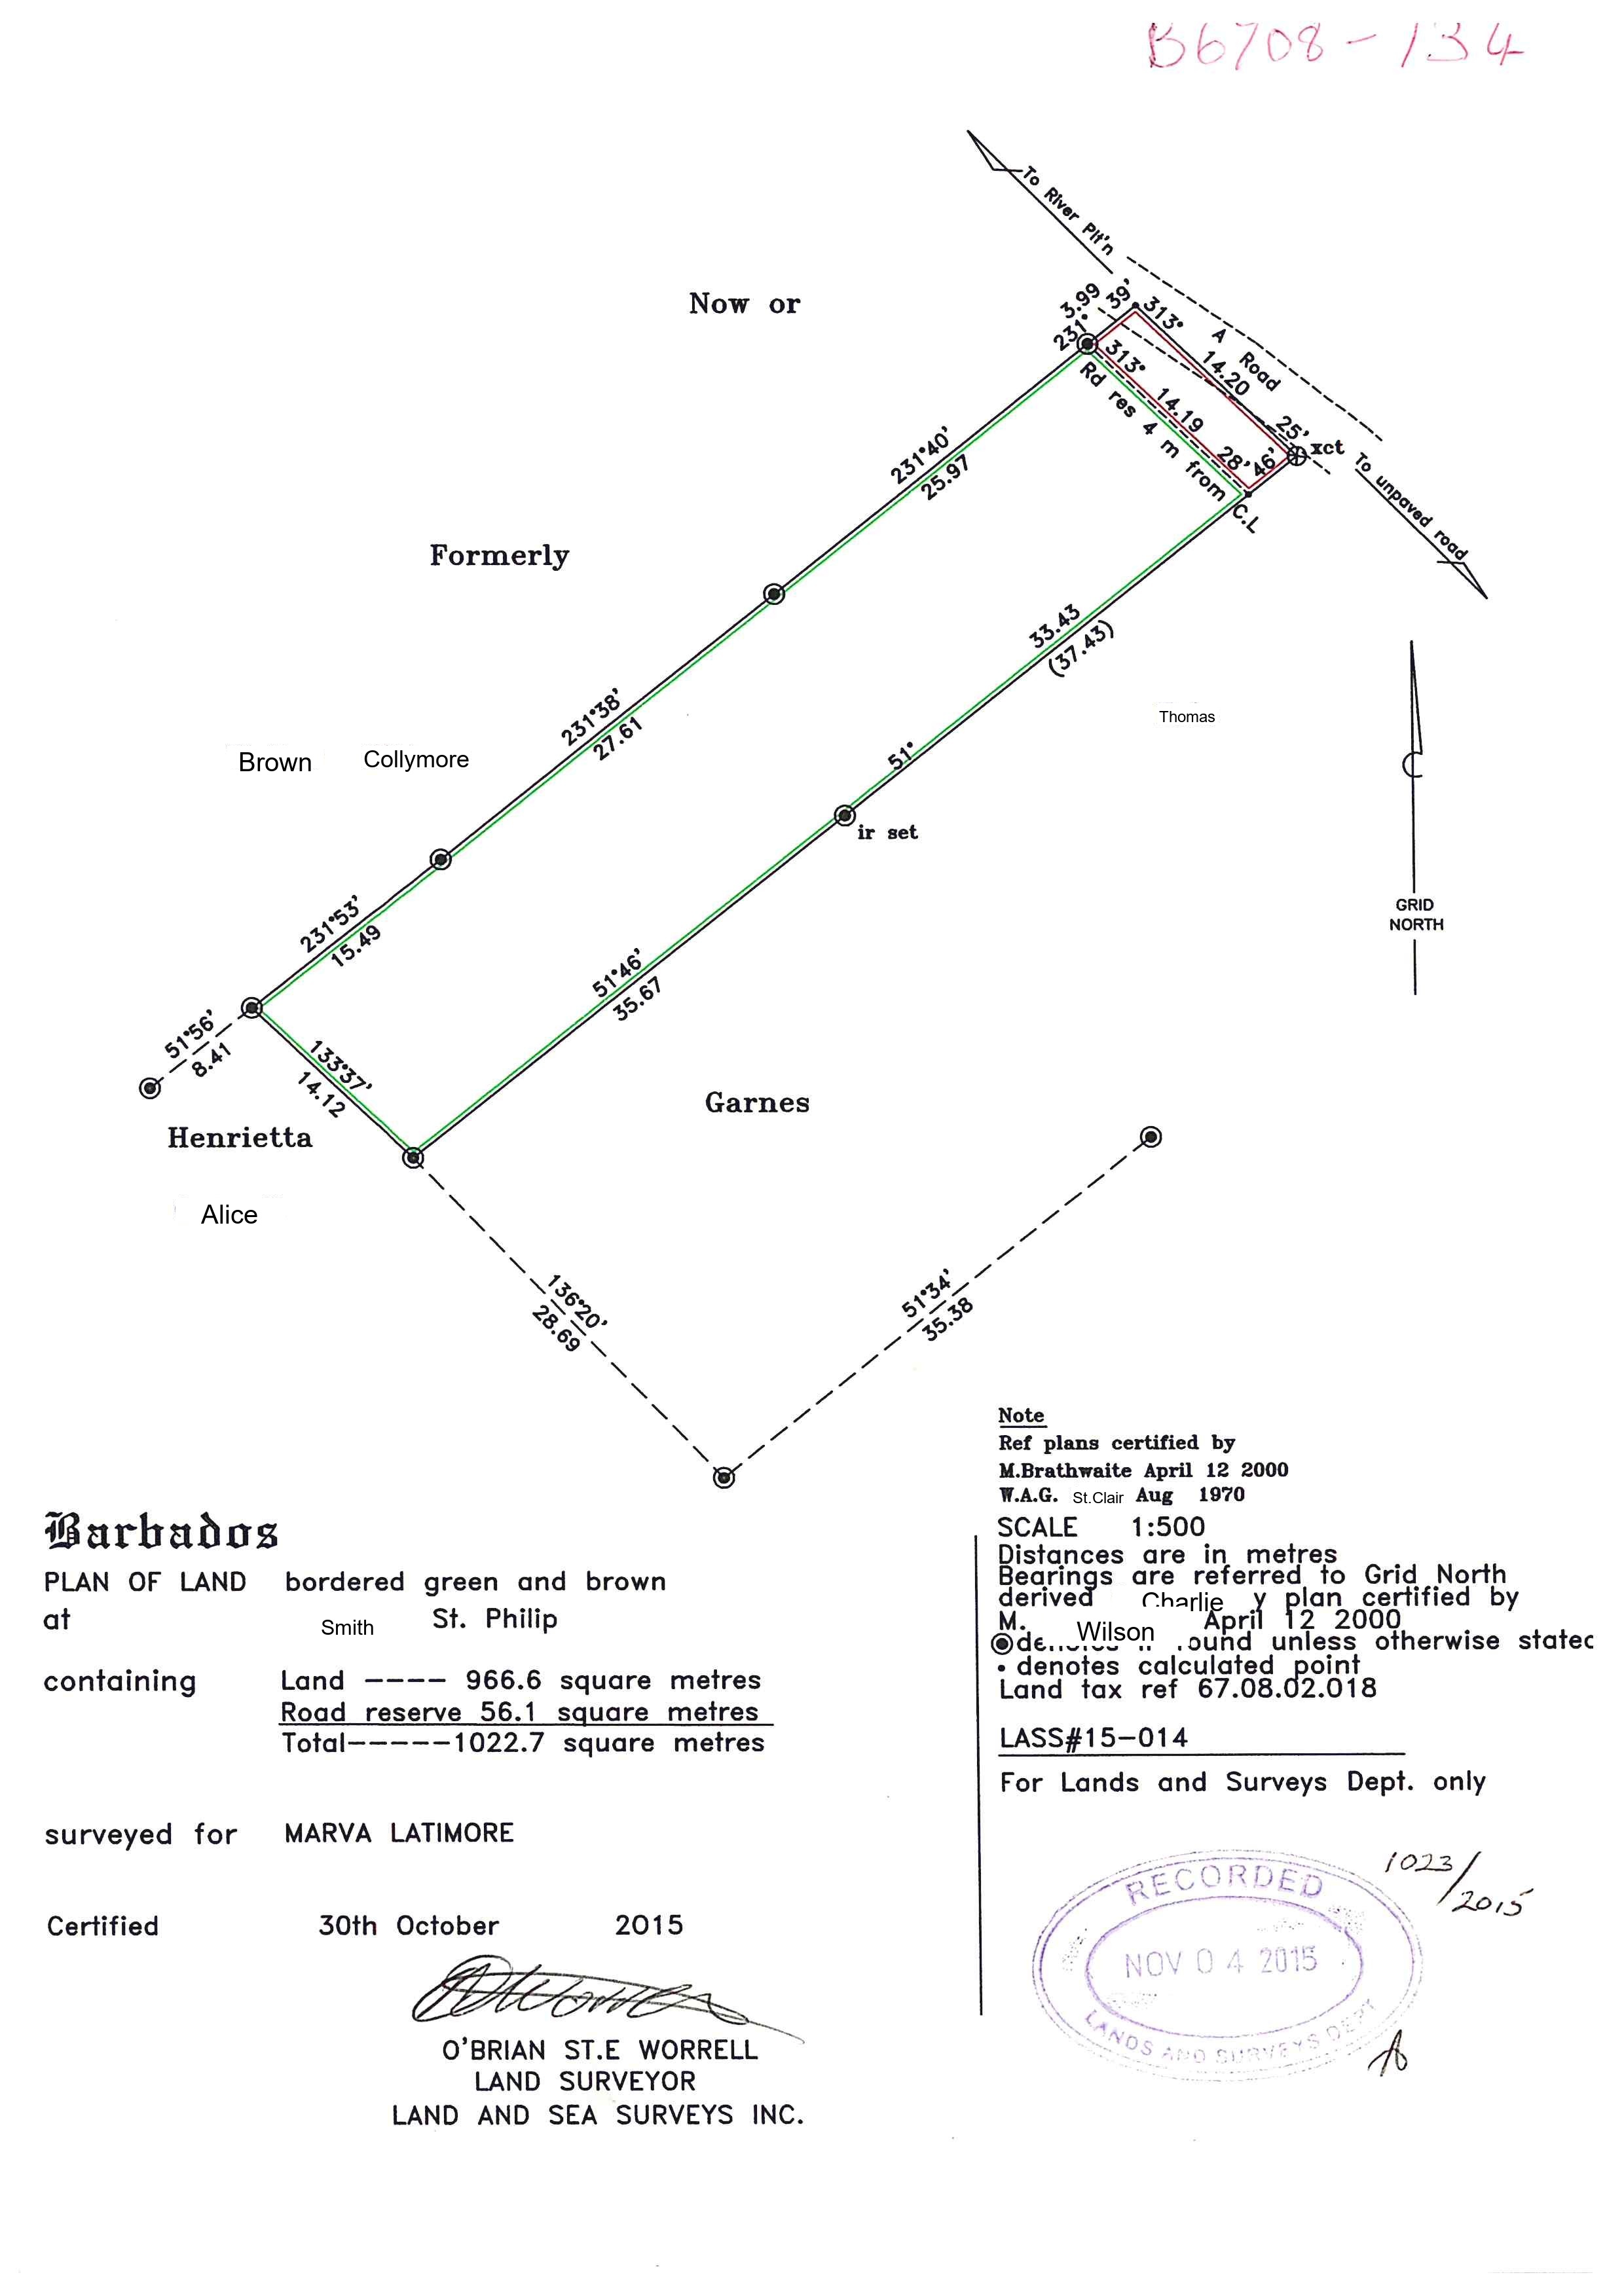 B6708-134
To River Plt'n
Now or
3.99
39'
231°
313°
A Road
14.20
25'
xct
313°
14.19
28'
46'
Rd res 4 m from C.L
To unpaved road
231°40'
25.97
Formerly
33.43
(37.43)
231°38'
27.61
Thomas
Brown Collymore
51°
ir set
GRID
NORTH
231°53'
15.49
51°46'
35.67
51°56'
8.41
133°37'
14.12
Garnes
Henrietta
Alice
136°20'
28.69
51°34'
35.38
Note
Ref plans certified by
M.Brathwaite April 12 2000
W.A.G. St.Clair Aug 1970
SCALE 1:500
Distances are in metres
Bearings are referred to Grid North
derived Charlie y plan certified by
M. Wilson April 12 2000
ound unless otherwise stated
• denotes calculated point
Land tax ref 67.08.02.018
LASS#15-014
For Lands and Surveys Dept. only
Barbados
PLAN OF LAND bordered green and brown
at Smith St. Philip
containing Land ---- 966.6 square metres
Road reserve 56.1 square metres
Total-----1022.7 square metres
surveyed for MARVA LATIMORE
Certified 30th October 2015
O'BRIAN ST.E WORRELL
LAND SURVEYOR
LAND AND SEA SURVEYS INC.
RECORDED
NOV 04 2015
LANDS AND SURVEYS DEPT
1023/2015